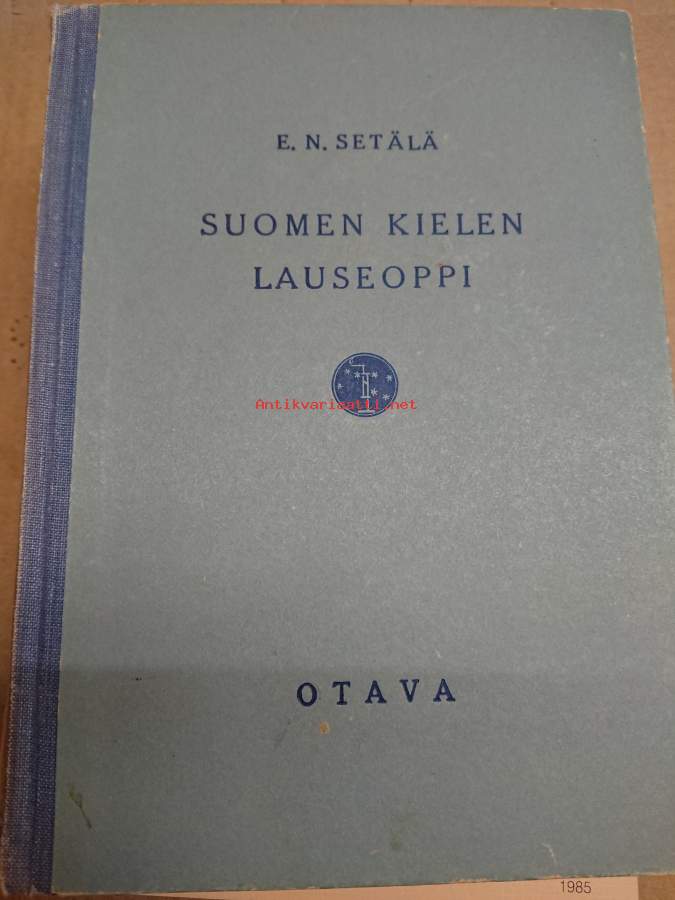 E. N. SETÄLÄ
SUOMEN KIELEN
LAUSEOPPI
Antikvariaatti.net
OTAVA
1985